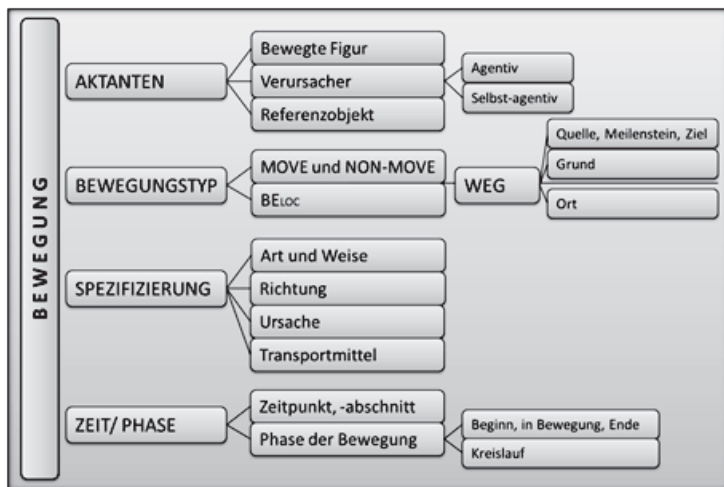 BEWEGUNG
AKTANTEN
Bewegte Figur
Verursacher
Referenzobjekt
Agentiv
Selbst-agentiv
BEWEGUNGSTYP
MOVE und NON-MOVE
BELOC
WEG
Quelle, Meilenstein, Ziel
Grund
Ort
SPEZIFIZIERUNG
Art und Weise
Richtung
Ursache
Transportmittel
ZEIT/ PHASE
Zeitpunkt, -abschnitt
Phase der Bewegung
Beginn, in Bewegung, Ende
Kreislauf